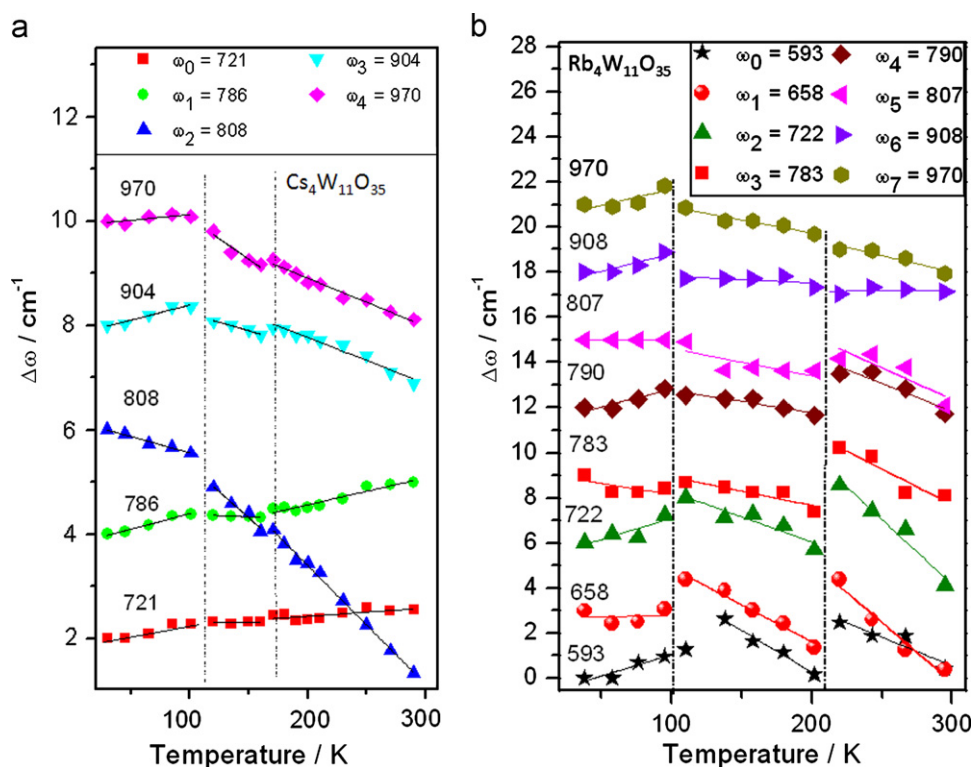 a
ω0 = 721
ω3 = 904
ω1 = 786
ω4 = 970
ω2 = 808
Cs4W11O35
970
904
808
786
721
12
10
8
6
4
2
Δω / cm-1
100
200
300
Temperature / K
b
Rb4W11O35
ω0 = 593
ω4 = 790
ω1 = 658
ω5 = 807
ω2 = 722
ω6 = 908
ω3 = 783
ω7 = 970
970
908
807
790
783
722
658
593
28
26
24
22
20
18
16
14
12
10
8
6
4
2
0
Δω / cm-1
0
100
200
300
Temperature / K